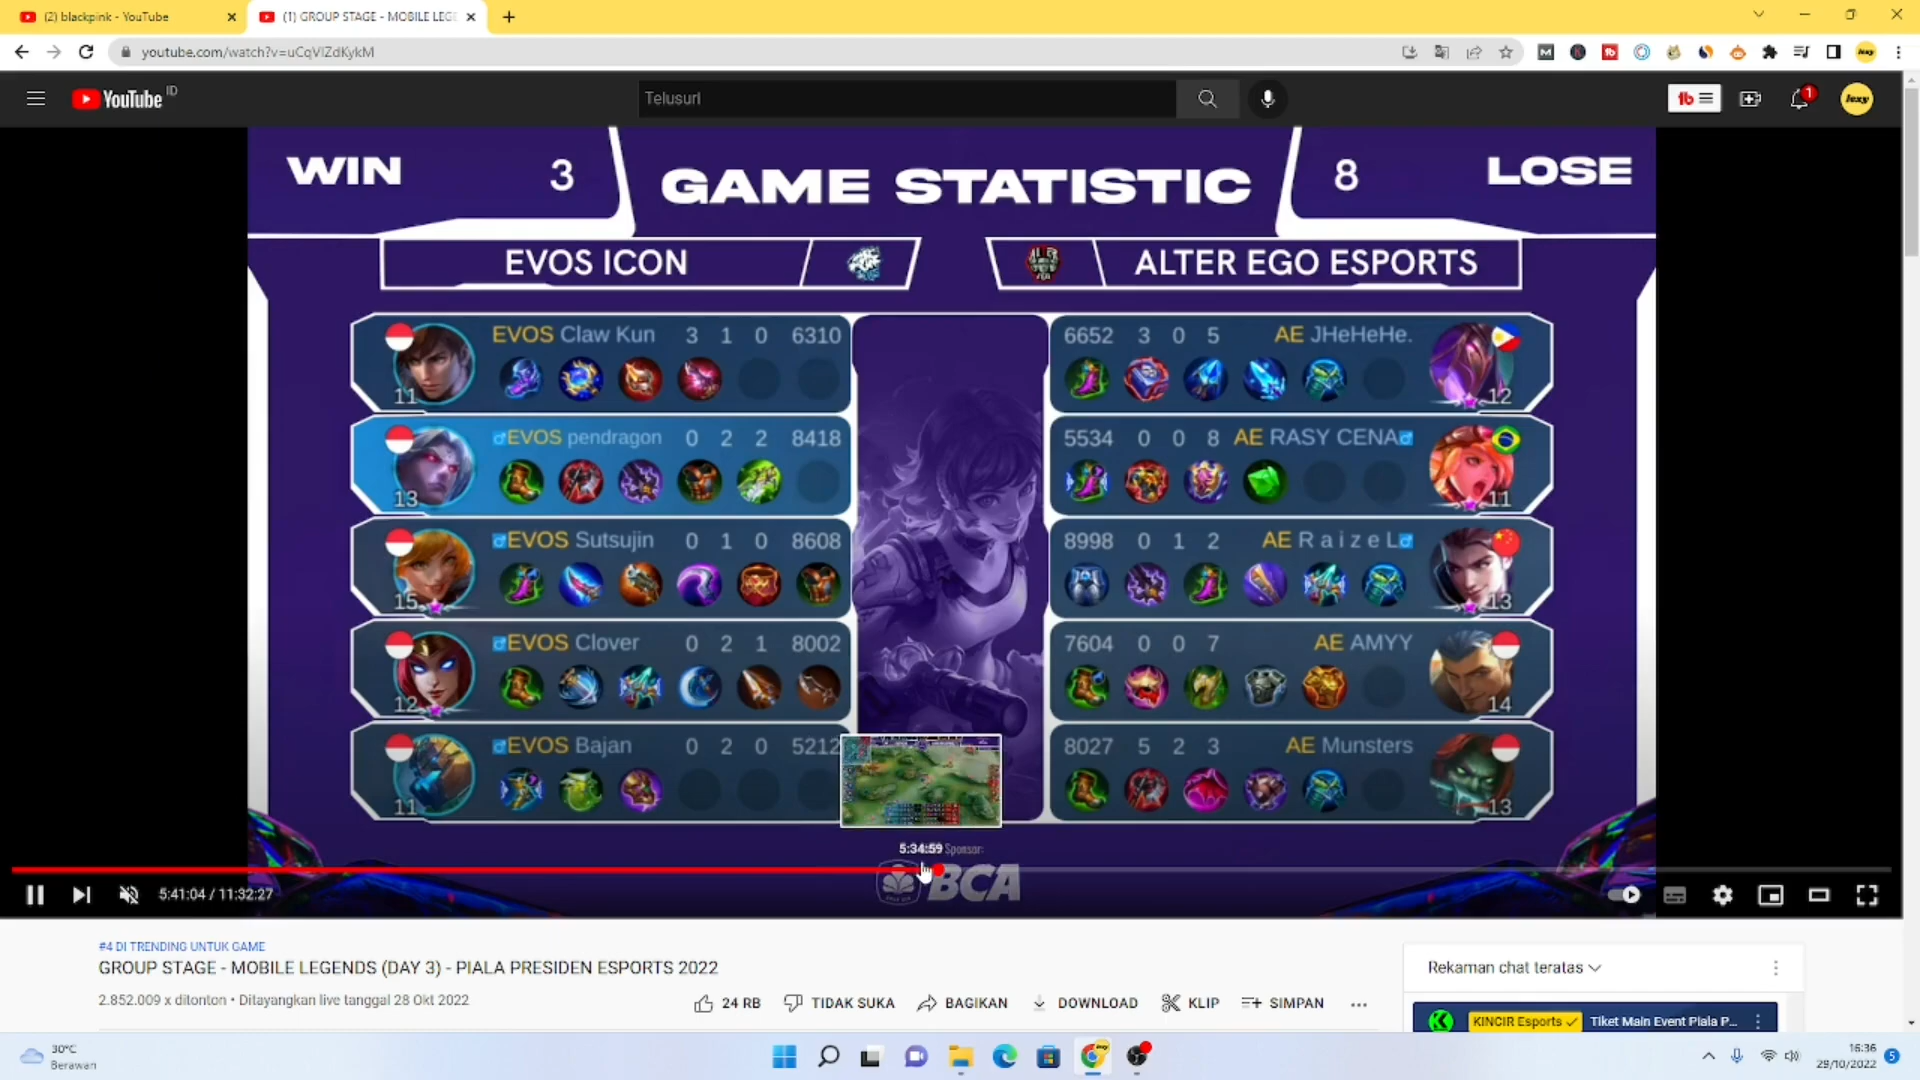 (2) blackpink - YouTube
(1) GROUP STAGE - MOBILE LEGE
youtube.com/watch?v=uCqVIZdKykM
YouTube ID
Telusuri
1
lexy
WIN 3 GAME STATISTIC 8 LOSE
EVOS ICON
ALTER EGO ESPORTS
EVOS Claw Kun 3 1 0 6310
11
6652 3 0 5 AE JHeHeHe.
12
EVOS pendragon 0 2 2 8418
13
5534 0 0 8 AE RASY CENA
11
EVOS Sutsujin 0 1 0 8608
15
8998 0 1 2 AE R a i z e L
13
EVOS Clover 0 2 1 8002
12
7604 0 0 7 AE AMYY
14
EVOS Bajan 0 2 0 5212
11
8027 5 2 3 AE Munsters
13
5:34:59 Sponsor:
BCA
5:41:04 / 11:32:27
#4 DI TRENDING UNTUK GAME
GROUP STAGE - MOBILE LEGENDS (DAY 3) - PIALA PRESIDEN ESPORTS 2022
2.852.009 x ditonton • Ditayangkan live tanggal 28 Okt 2022
24 RB TIDAK SUKA BAGIKAN DOWNLOAD KLIP SIMPAN
Rekaman chat teratas
KINCIR Esports Tiket Main Event Piala P...
30°C
Berawan
16:36
29/10/2022
5